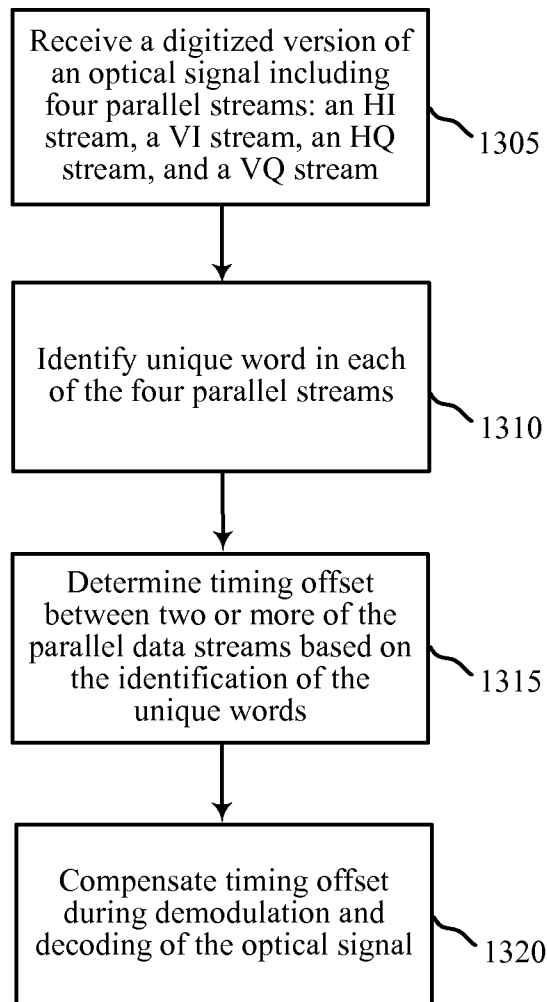 Receive a digitized version of
an optical signal including
four parallel streams: an HI
stream, a VI stream, an HQ
stream, and a VQ stream
1305
Identify unique word in each
of the four parallel streams
1310
Determine timing offset
between two or more of the
parallel data streams based on
the identification of the
unique words
1315
Compensate timing offset
during demodulation and
decoding of the optical signal
1320